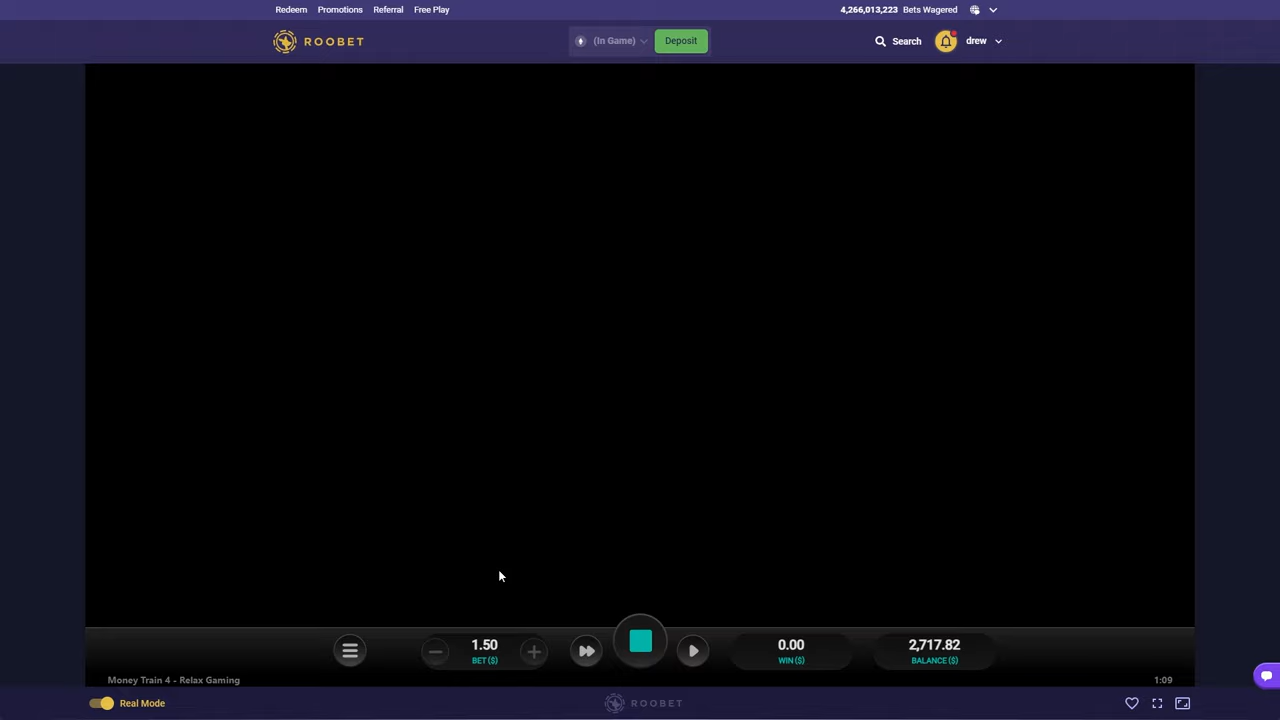 Redeem Promotions Referral Free Play 4,266,013,223 Bets Wagered
ROOBET (In Game) Deposit Search drew
1.50 0.00 2,717.82
BET ($) WIN ($) BALANCE ($)
Money Train 4 - Relax Gaming 1:09
Real Mode ROOBET